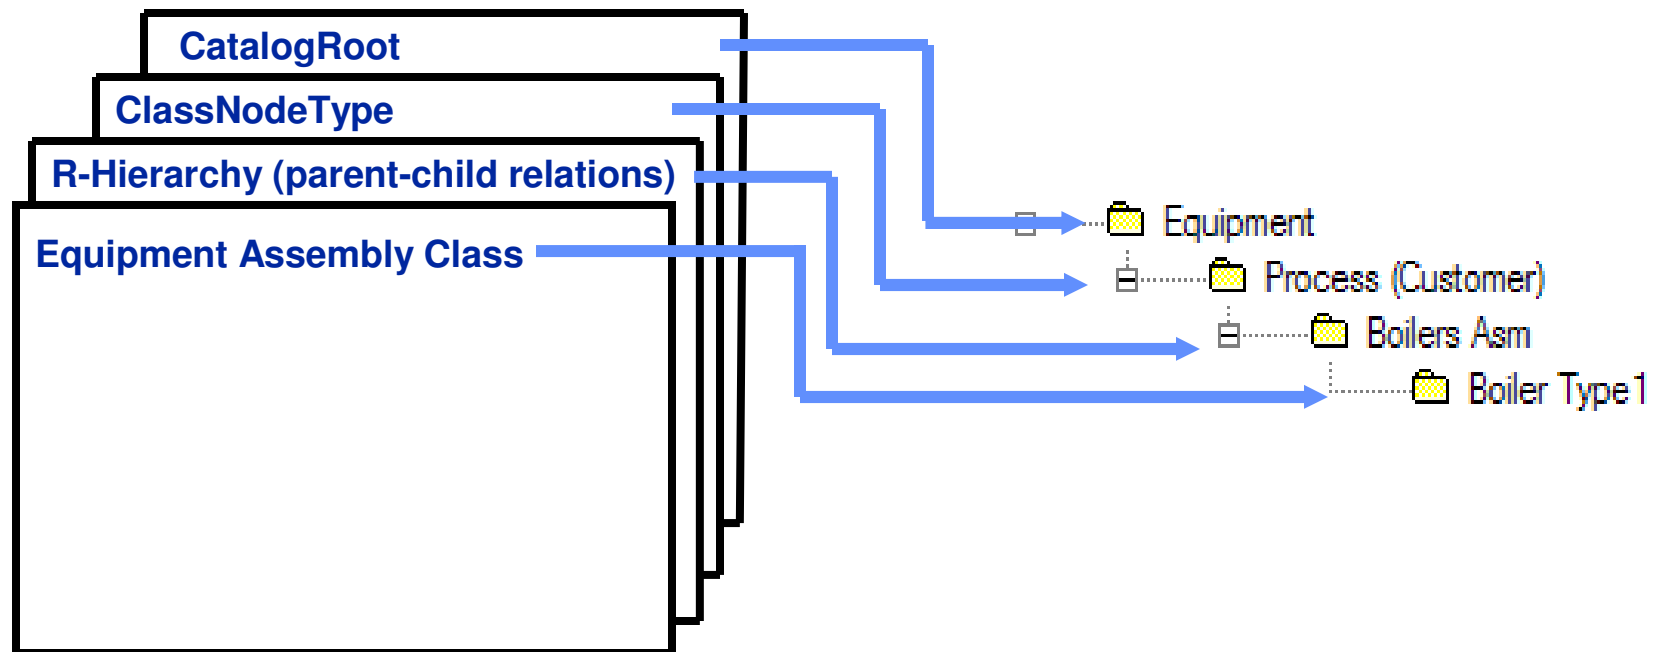 CatalogRoot
ClassNodeType
R-Hierarchy (parent-child relations)
Equipment Assembly Class
Equipment
Process (Customer)
Boilers Asm
Boiler Type1